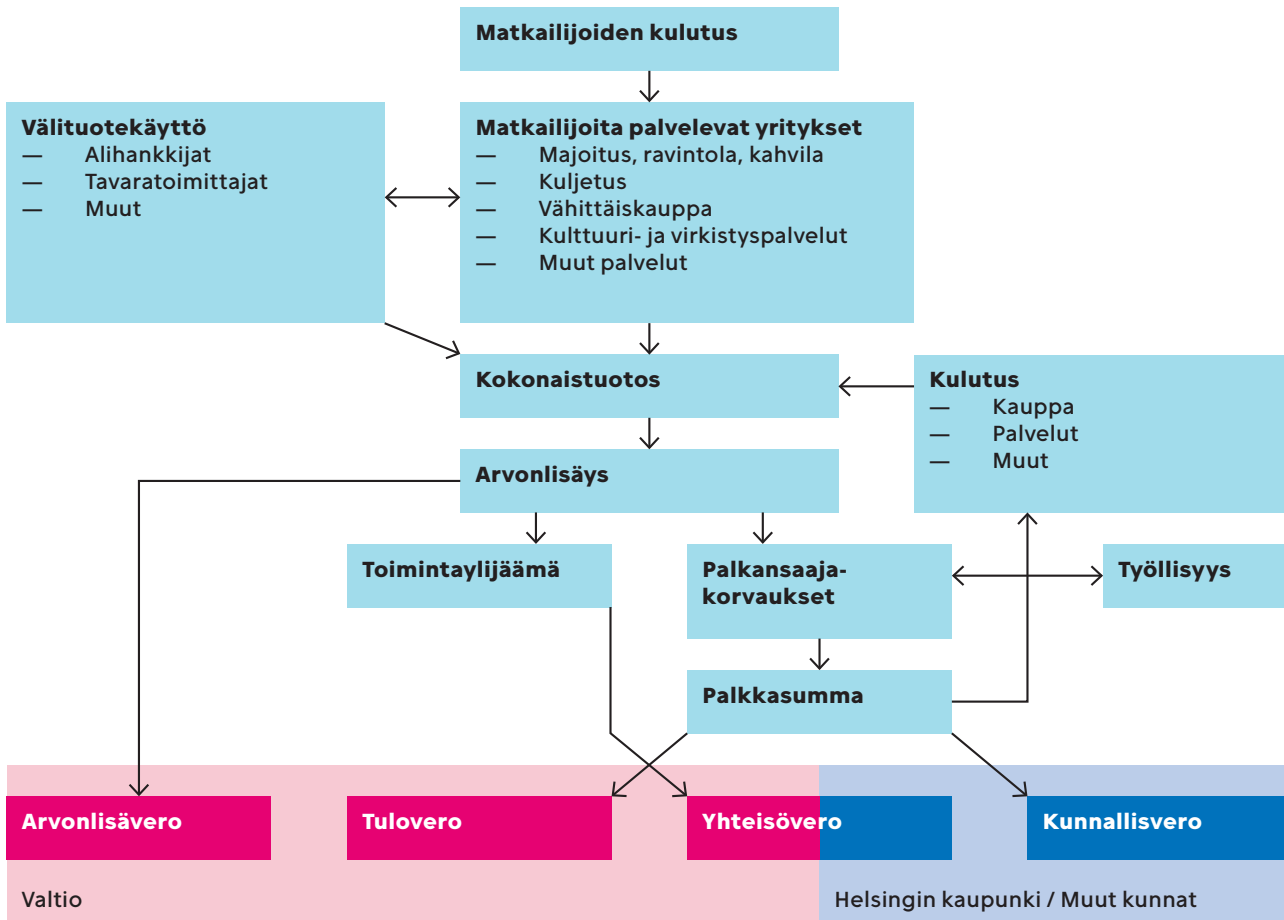 Matkailijoiden kulutus
Välituotekäyttö
— Alihankkijat
— Tavaratoimittajat
— Muut
Matkailijoita palvelevat yritykset
— Majoitus, ravintola, kahvila
— Kuljetus
— Vähittäiskauppa
— Kulttuuri- ja virkistyspalvelut
— Muut palvelut
Kokonaistuotos
Kulutus
— Kauppa
— Palvelut
— Muut
Arvonlisäys
Toimintaylijäämä
Palkansaaja-
korvaukset
Työllisyys
Palkkasumma
Arvonlisävero
Tulovero
Yhteisövero
Kunnallisvero
Valtio
Helsingin kaupunki / Muut kunnat